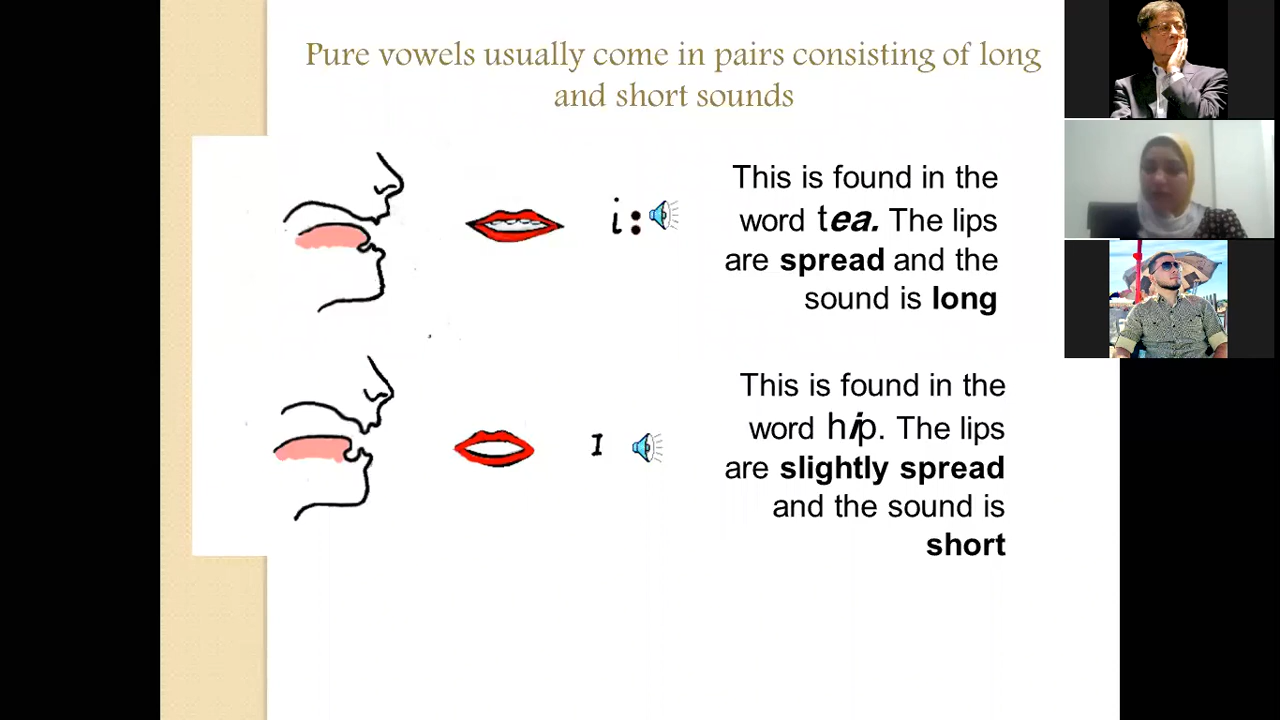 Pure vowels usually come in pairs consisting of long
and short sounds
This is found in the
word tea. The lips
are spread and the
sound is long
i:
This is found in the
word hip. The lips
are slightly spread
and the sound is
short
I